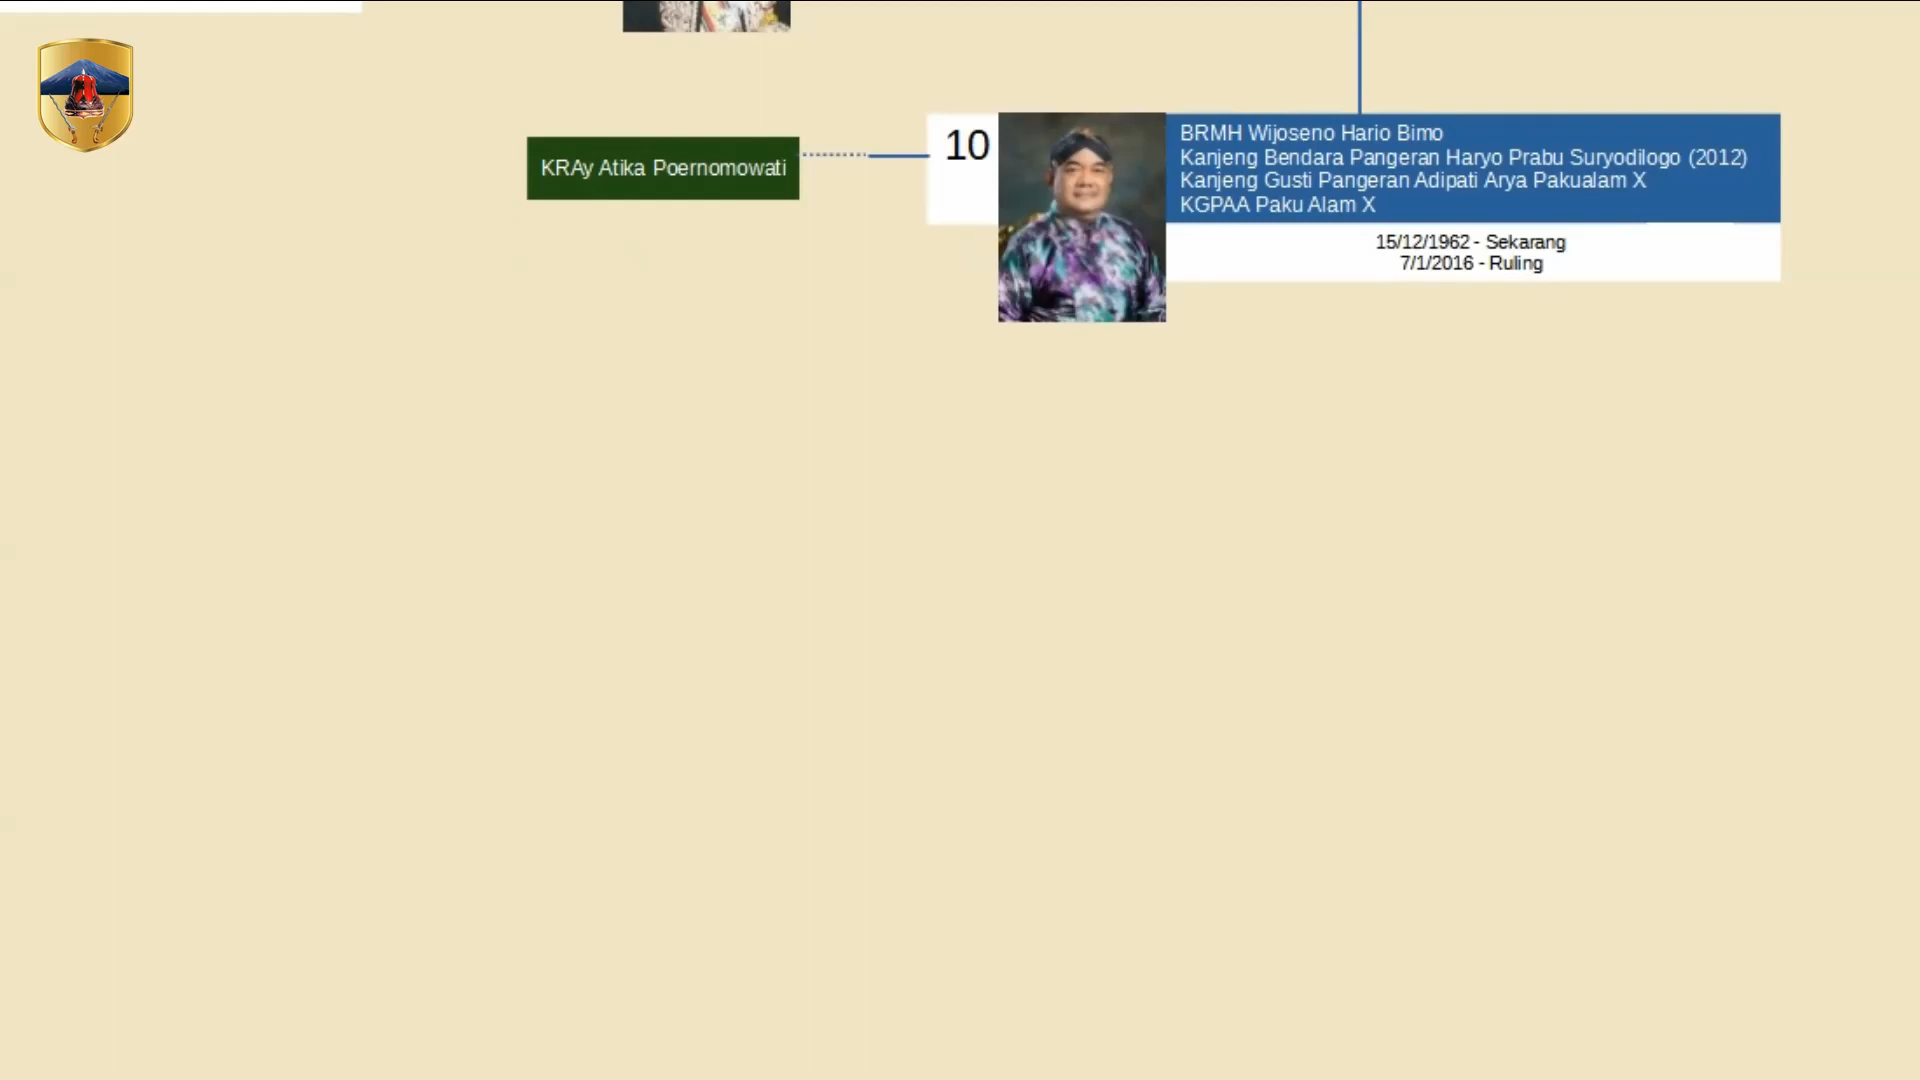 KRAy Atika Poernomowati
10
BRMH Wijoseno Hario Bimo
Kanjeng Bendara Pangeran Haryo Prabu Suryodilogo (2012)
Kanjeng Gusti Pangeran Adipati Arya Pakualam X
KGPAA Paku Alam X
15/12/1962 - Sekarang
7/1/2016 - Ruling